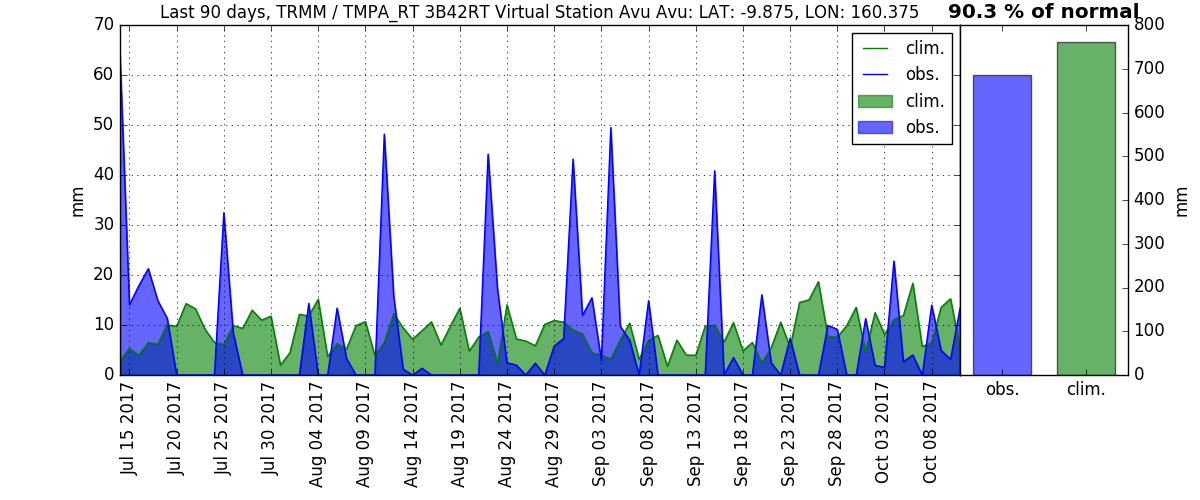 Last 90 days, TRMM / TMPA_RT 3B42RT Virtual Station Avu Avu: LAT: -9.875, LON: 160.375
90.3 % of normal
70
60
50
40
30
20
10
0
mm
clim.
obs.
clim.
obs.
800
700
600
500
400
300
200
100
0
mm
Jul 15 2017
Jul 20 2017
Jul 25 2017
Jul 30 2017
Aug 04 2017
Aug 09 2017
Aug 14 2017
Aug 19 2017
Aug 24 2017
Aug 29 2017
Sep 03 2017
Sep 08 2017
Sep 13 2017
Sep 18 2017
Sep 23 2017
Sep 28 2017
Oct 03 2017
Oct 08 2017
obs.
clim.